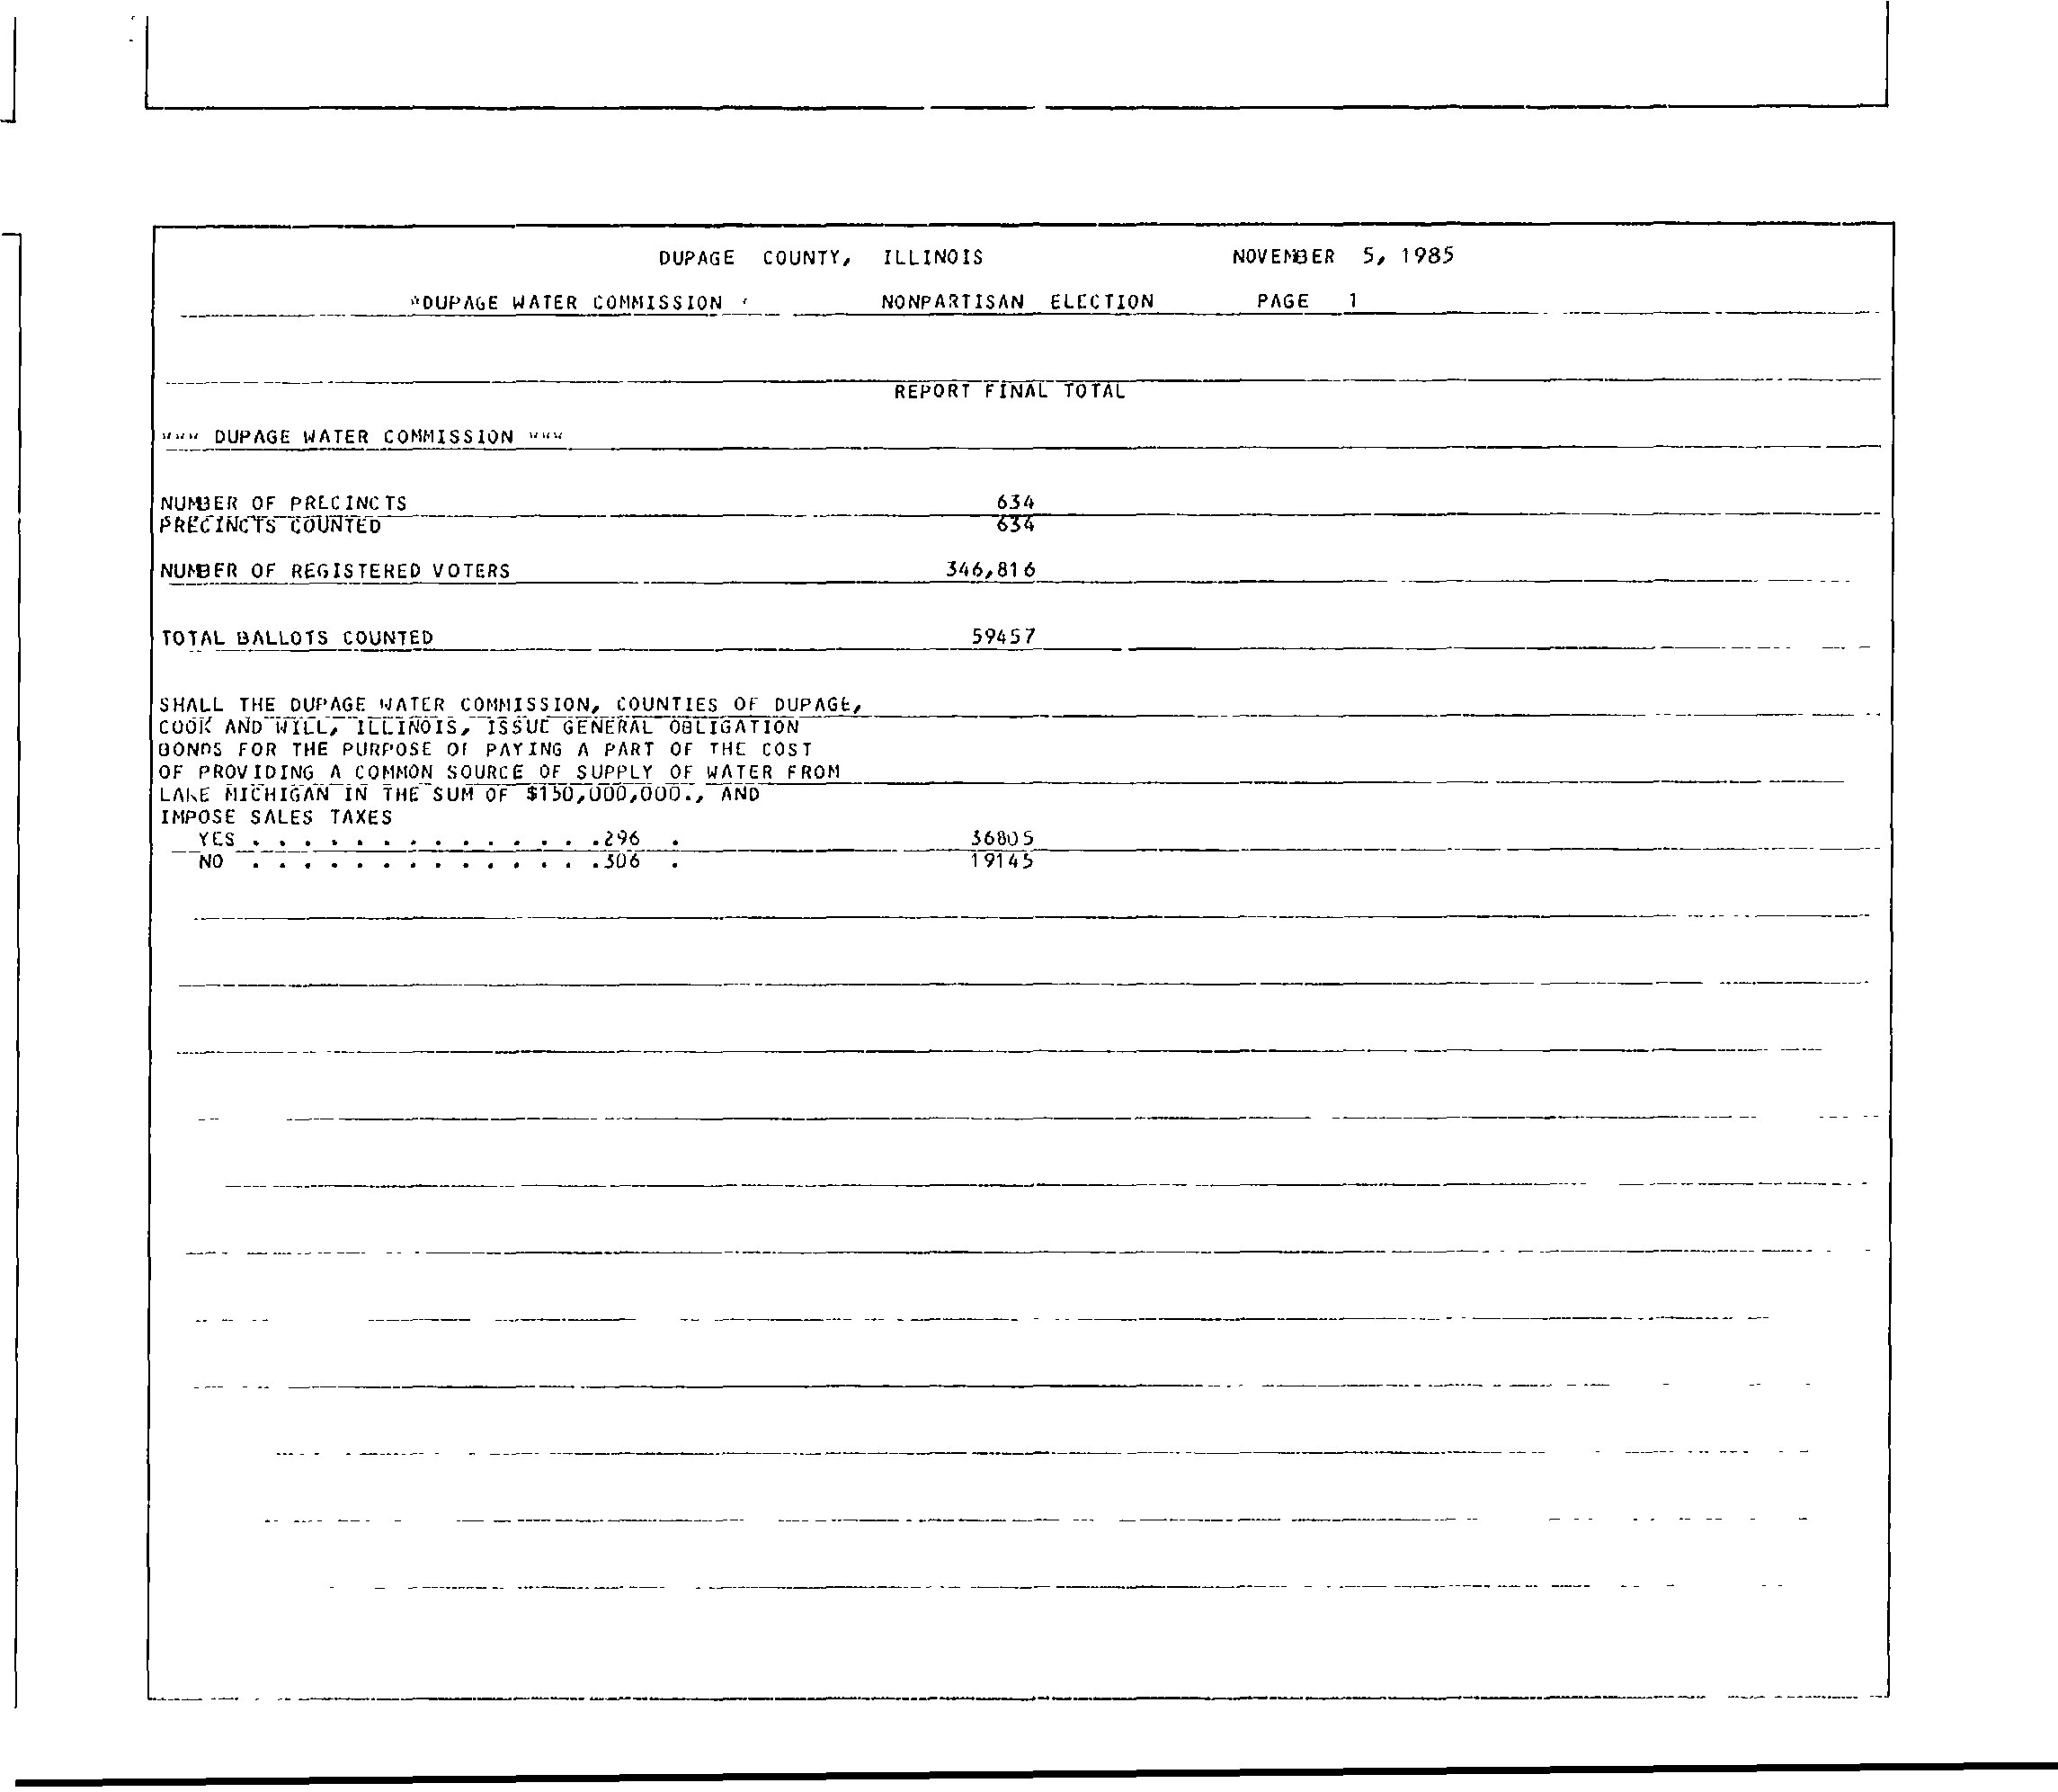 DUPAGE COUNTY, ILLINOIS NOVEMBER 5, 1985
*DUPAGE WATER COMMISSION * NONPARTISAN ELECTION PAGE 1
REPORT FINAL TOTAL
*** DUPAGE WATER COMMISSION ***
NUMBER OF PRECINCTS 634
PRECINCTS COUNTED 634
NUMBER OF REGISTERED VOTERS 346,816
TOTAL BALLOTS COUNTED 59457
SHALL THE DUPAGE WATER COMMISSION, COUNTIES OF DUPAGE,
COOK AND WILL, ILLINOIS, ISSUE GENERAL OBLIGATION
BONDS FOR THE PURPOSE OF PAYING A PART OF THE COST
OF PROVIDING A COMMON SOURCE OF SUPPLY OF WATER FROM
LAKE MICHIGAN IN THE SUM OF $150,000,000., AND
IMPOSE SALES TAXES
YES . . . . . . . . . . . . . .296 . 36805
NO . . . . . . . . . . . . . .306 . 19145